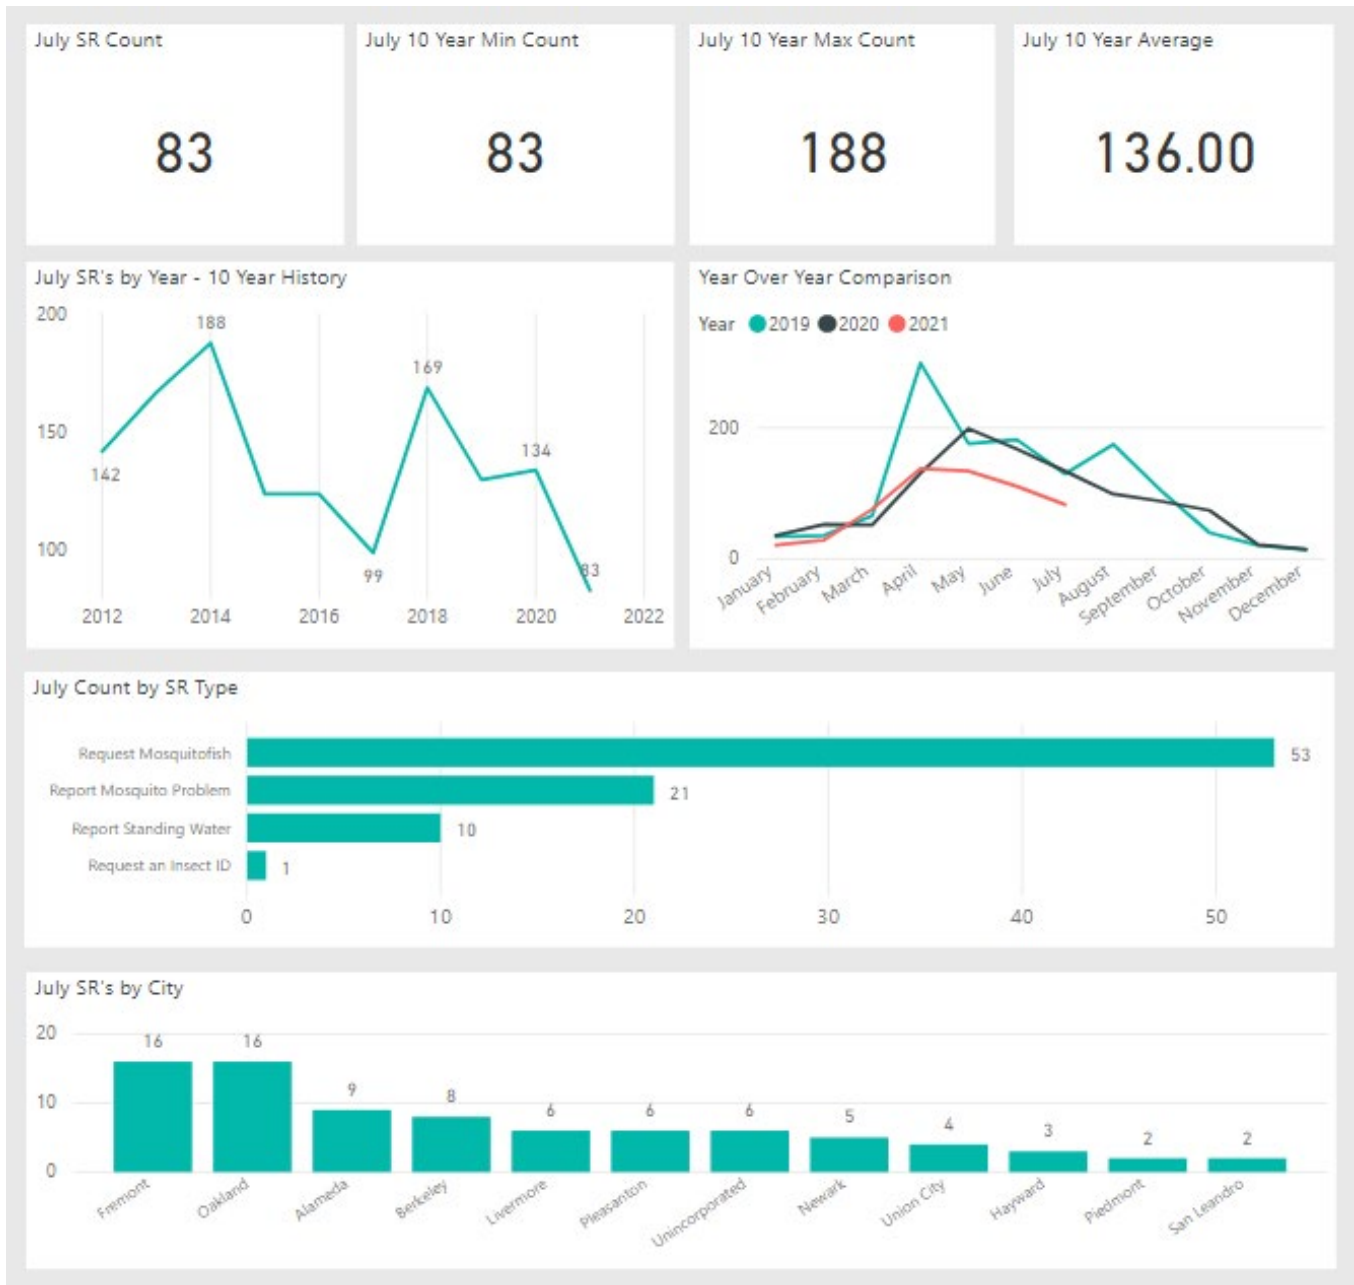 July SR Count
83
July 10 Year Min Count
83
July 10 Year Max Count
188
July 10 Year Average
136.00
July SR's by Year - 10 Year History
200
150
100
188
169
142
134
99
83
2012 2014 2016 2018 2020 2022
Year Over Year Comparison
Year 2019 2020 2021
200
0
January February March April May June July August September October November December
July Count by SR Type
Request Mosquitofish 53
Report Mosquito Problem 21
Report Standing Water 10
Request an Insect ID 1
0 10 20 30 40 50
July SR's by City
20
10
0
16 16 9 8 6 6 6 5 4 3 2 2
Fremont Oakland Alameda Berkeley Livermore Pleasanton Unincorporated Newark Union City Hayward Piedmont San Leandro